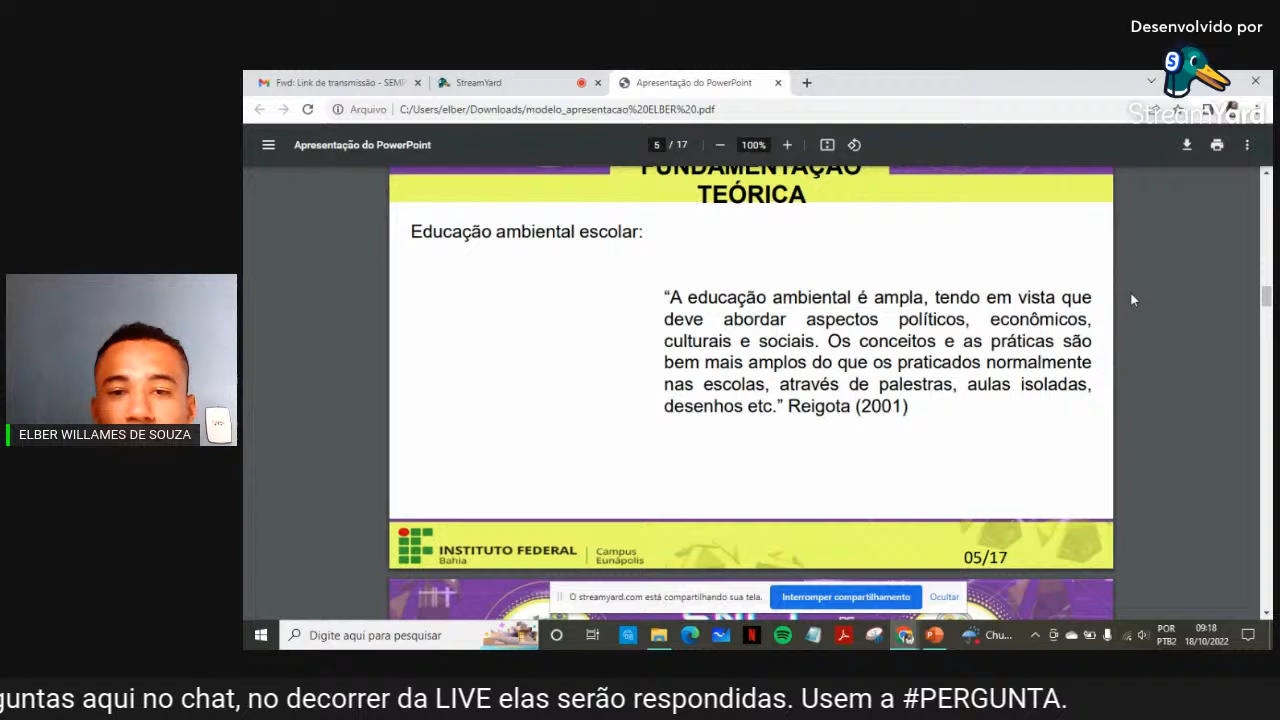 Desenvolvido por
StreamYard
Fwd: Link de transmissão - SEMP
StreamYard
Apresentação do PowerPoint
Arquivo
C:/Users/elber/Downloads/modelo_apresentacao%20ELBER%20.pdf
Apresentação do PowerPoint
5 / 17
100%
FUNDAMENTAÇÃO
TEÓRICA
Educação ambiental escolar:
“A educação ambiental é ampla, tendo em vista que
deve abordar aspectos políticos, econômicos,
culturais e sociais. Os conceitos e as práticas são
bem mais amplos do que os praticados normalmente
nas escolas, através de palestras, aulas isoladas,
desenhos etc.” Reigota (2001)
ELBER WILLAMES DE SOUZA
INSTITUTO FEDERAL
Bahia
Campus
Eunápolis
05/17
O streamyard.com está compartilhando sua tela.
Interromper compartilhamento
Ocultar
Digite aqui para pesquisar
Chu...
POR
PTB2
09:18
18/10/2022
guntas aqui no chat, no decorrer da LIVE elas serão respondidas. Usem a #PERGUNTA.